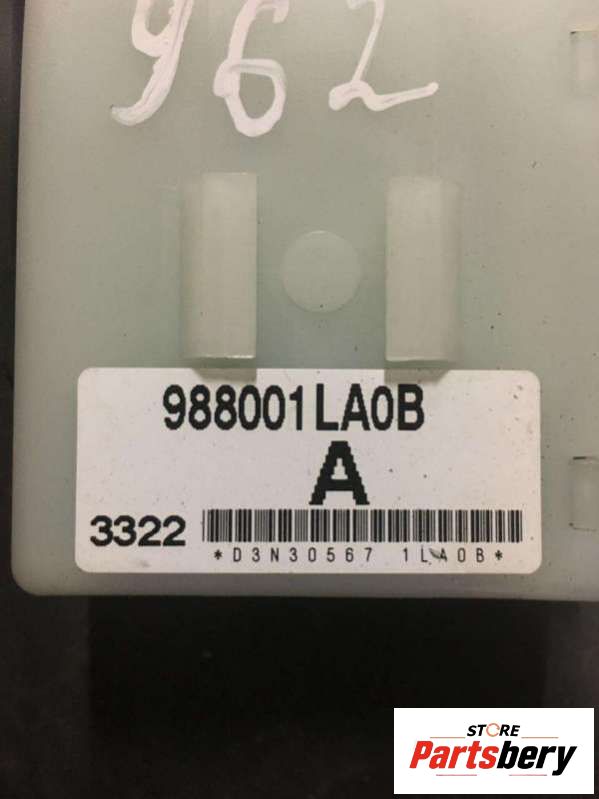 962
988001LA0B
A
3322
*D3N30567 1LA0B*
STORE
Partsbery